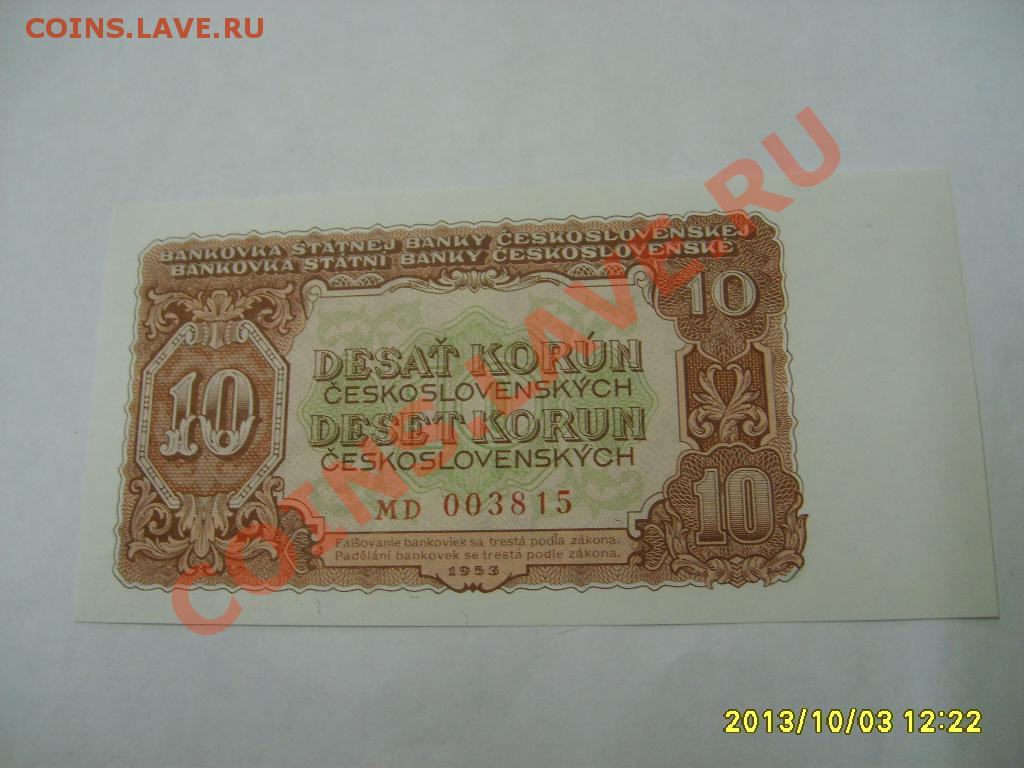 COINS.LAVE.RU
BANKOVKA STÁTNEJ BANKY ČESKOSLOVENSKEJ
BANKOVKA STÁTNÍ BANKY ČESKOSLOVENSKÉ
10
10
DESAŤ KORÚN
ČESKOSLOVENSKÝCH
DESET KORUN
ČESKOSLOVENSKÝCH
10
MD 003815
Falšovanie bankoviek sa trestá podľa zákona.
Padělání bankovek se trestá podle zákona.
1953
COINS.LAVE.RU
2013/10/03 12:22